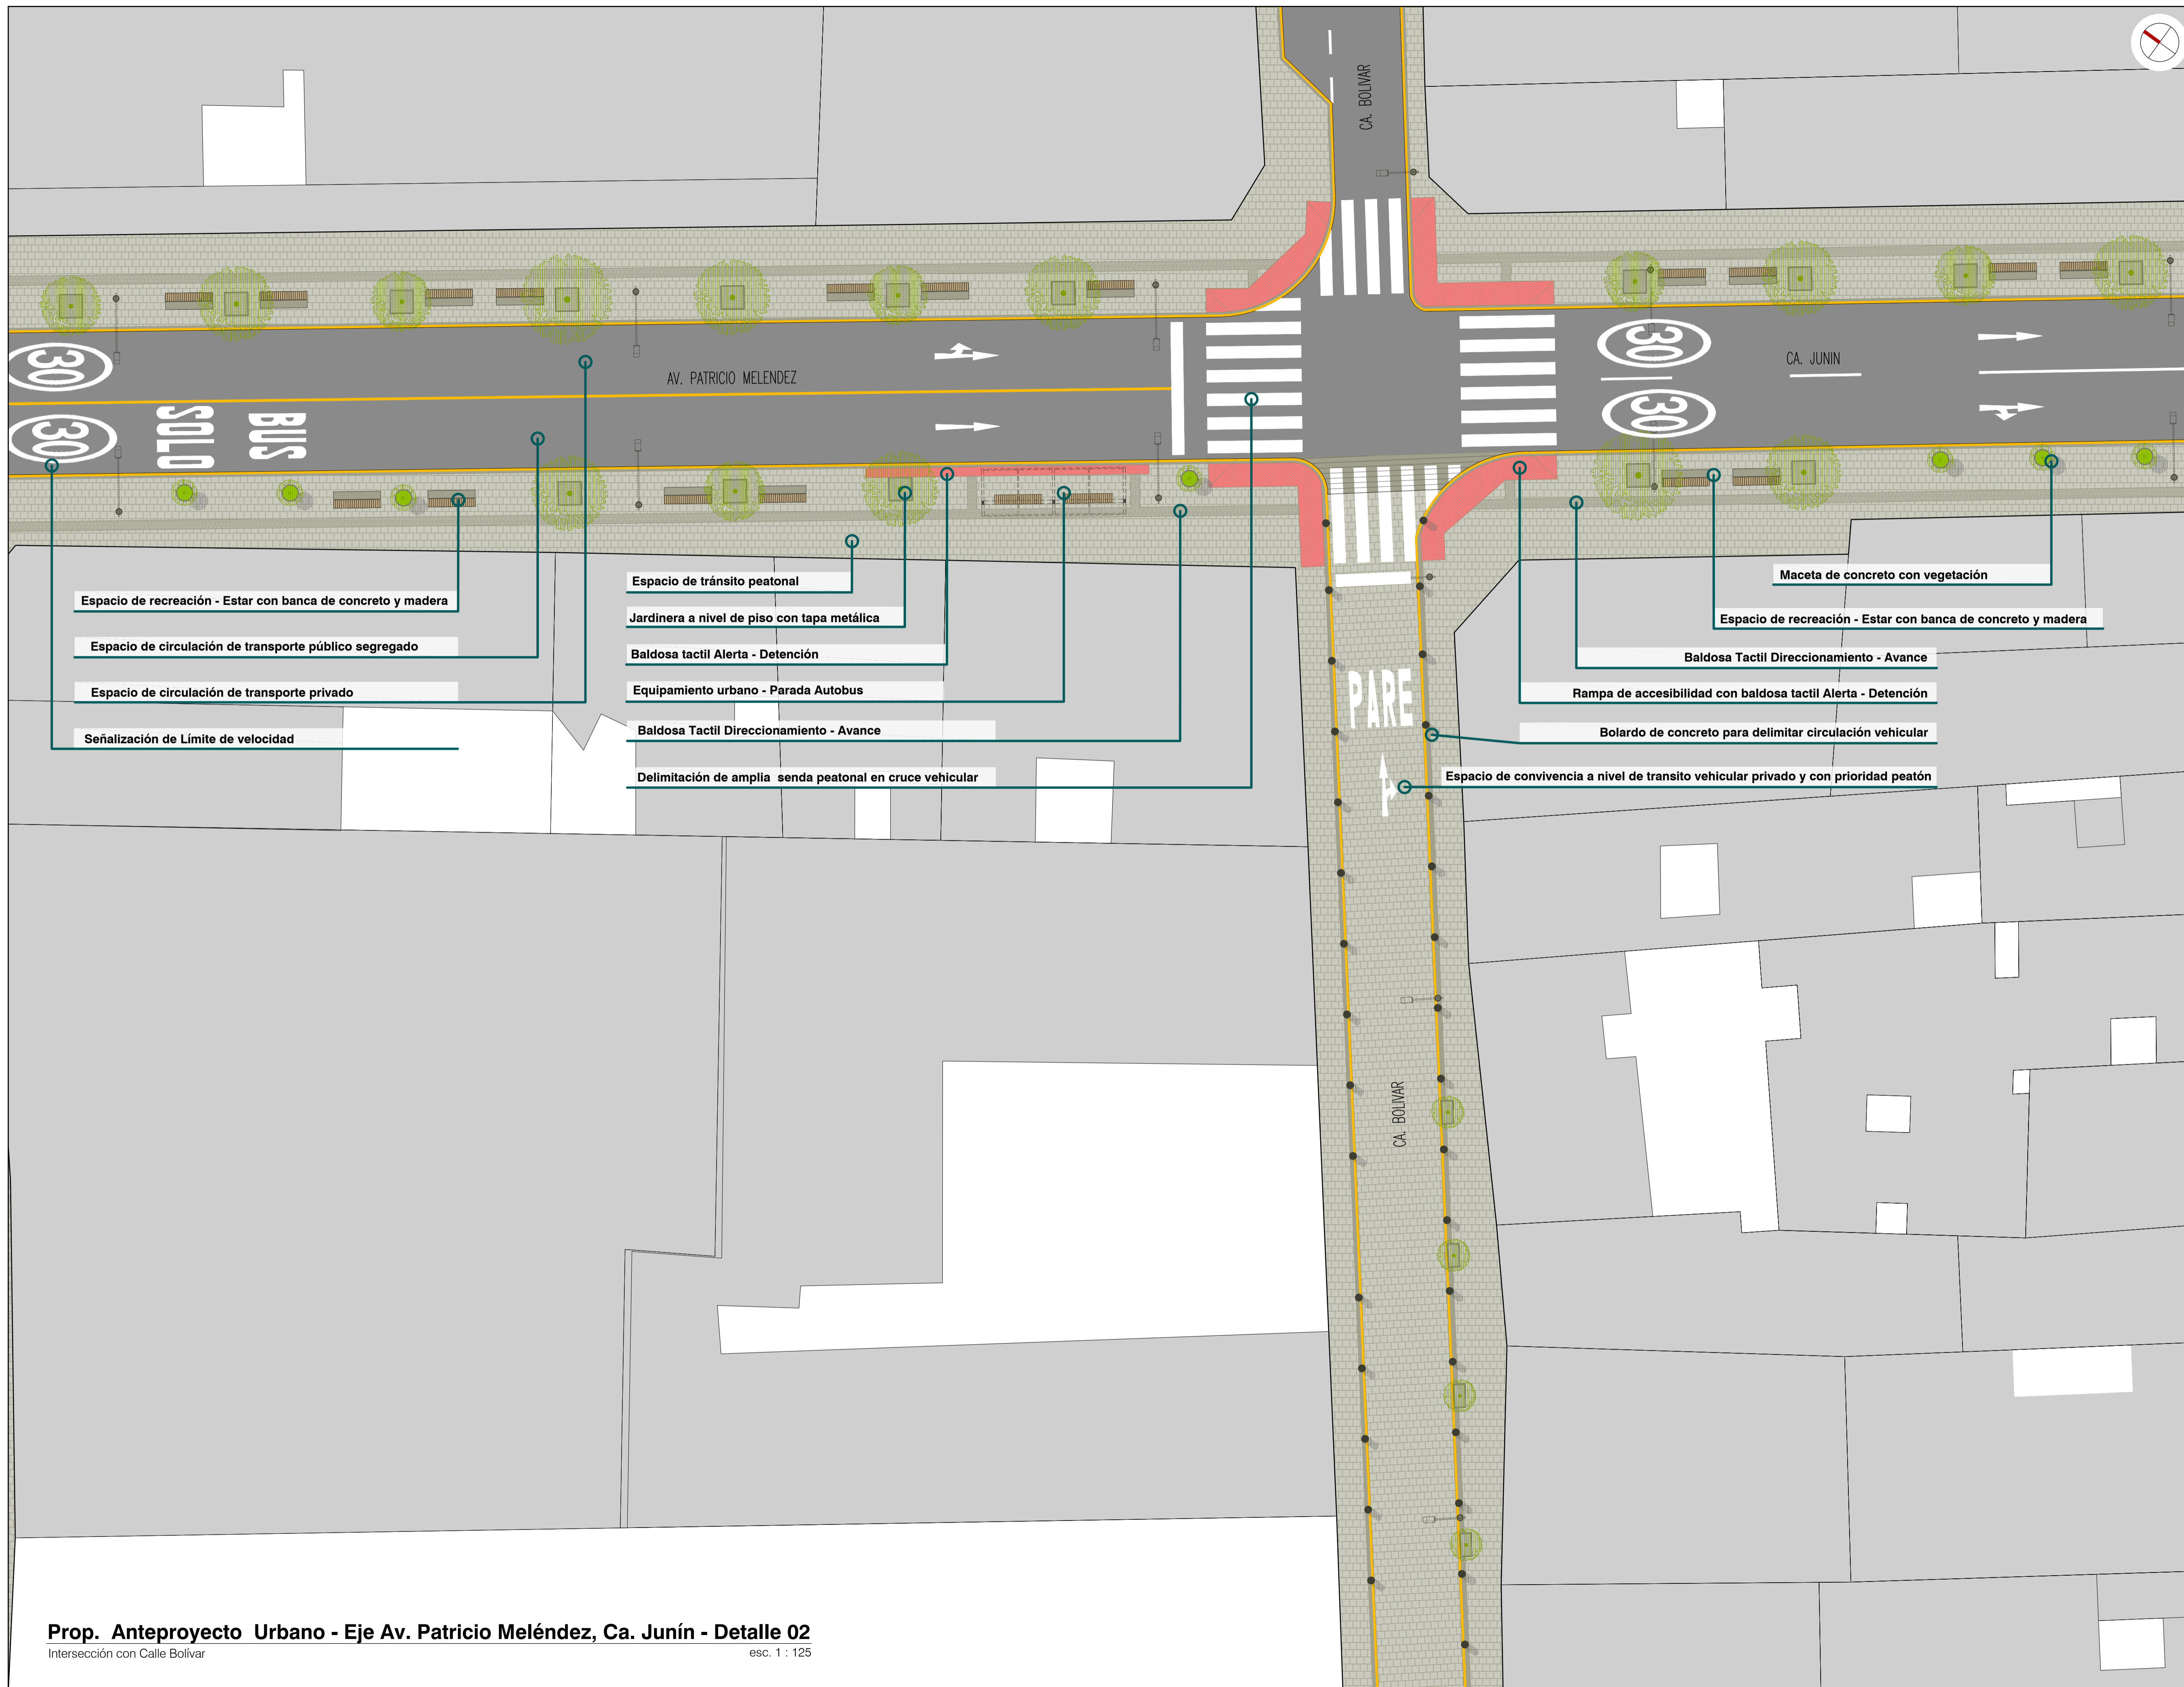 CA. BOLIVAR
30
30
CA. JUNIN
AV. PATRICIO MELENDEZ
30
30
SOLO
BUS
Espacio de recreación - Estar con banca de concreto y madera
Espacio de circulación de transporte público segregado
Espacio de circulación de transporte privado
Señalización de Límite de velocidad
Espacio de tránsito peatonal
Jardinera a nivel de piso con tapa metálica
Baldosa tactil Alerta - Detención
Equipamiento urbano - Parada Autobus
Baldosa Tactil Direccionamiento - Avance
Delimitación de amplia senda peatonal en cruce vehicular
Maceta de concreto con vegetación
Espacio de recreación - Estar con banca de concreto y madera
Baldosa Tactil Direccionamiento - Avance
Rampa de accesibilidad con baldosa tactil Alerta - Detención
Bolardo de concreto para delimitar circulación vehicular
Espacio de convivencia a nivel de transito vehicular privado y con prioridad peatón
PARE
CA. BOLIVAR
Prop. Anteproyecto Urbano - Eje Av. Patricio Meléndez, Ca. Junín - Detalle 02
Intersección con Calle Bolívar
esc. 1 : 125